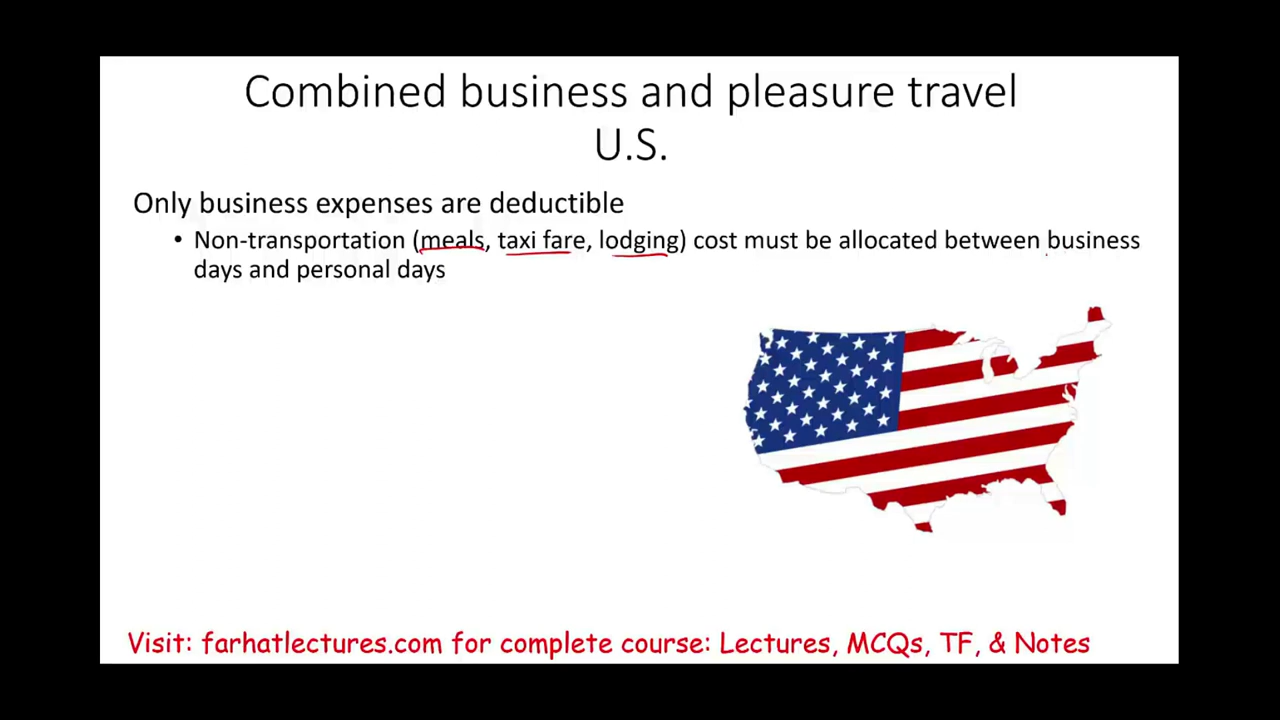 Combined business and pleasure travel
U.S.
Only business expenses are deductible
• Non-transportation (meals, taxi fare, lodging) cost must be allocated between business
days and personal days
Visit: farhatlectures.com for complete course: Lectures, MCQs, TF, & Notes